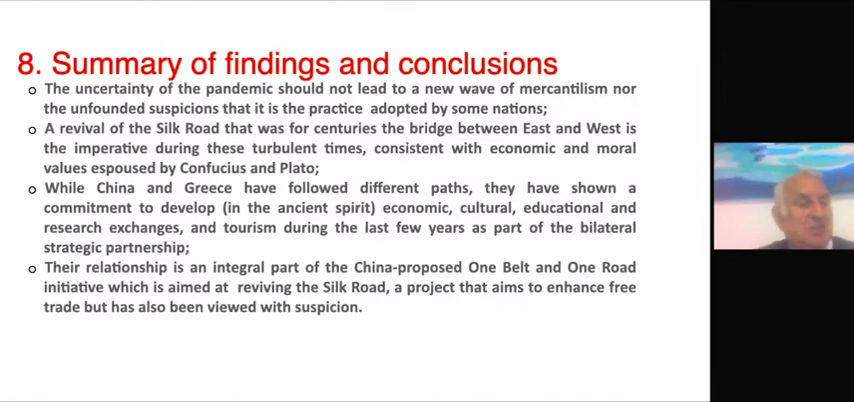 8. Summary of findings and conclusions
o The uncertainty of the pandemic should not lead to a new wave of mercantilism nor
the unfounded suspicions that it is the practice adopted by some nations;
o A revival of the Silk Road that was for centuries the bridge between East and West is
the imperative during these turbulent times, consistent with economic and moral
values espoused by Confucius and Plato;
o While China and Greece have followed different paths, they have shown a
commitment to develop (in the ancient spirit) economic, cultural, educational and
research exchanges, and tourism during the last few years as part of the bilateral
strategic partnership;
o Their relationship is an integral part of the China-proposed One Belt and One Road
initiative which is aimed at reviving the Silk Road, a project that aims to enhance free
trade but has also been viewed with suspicion.